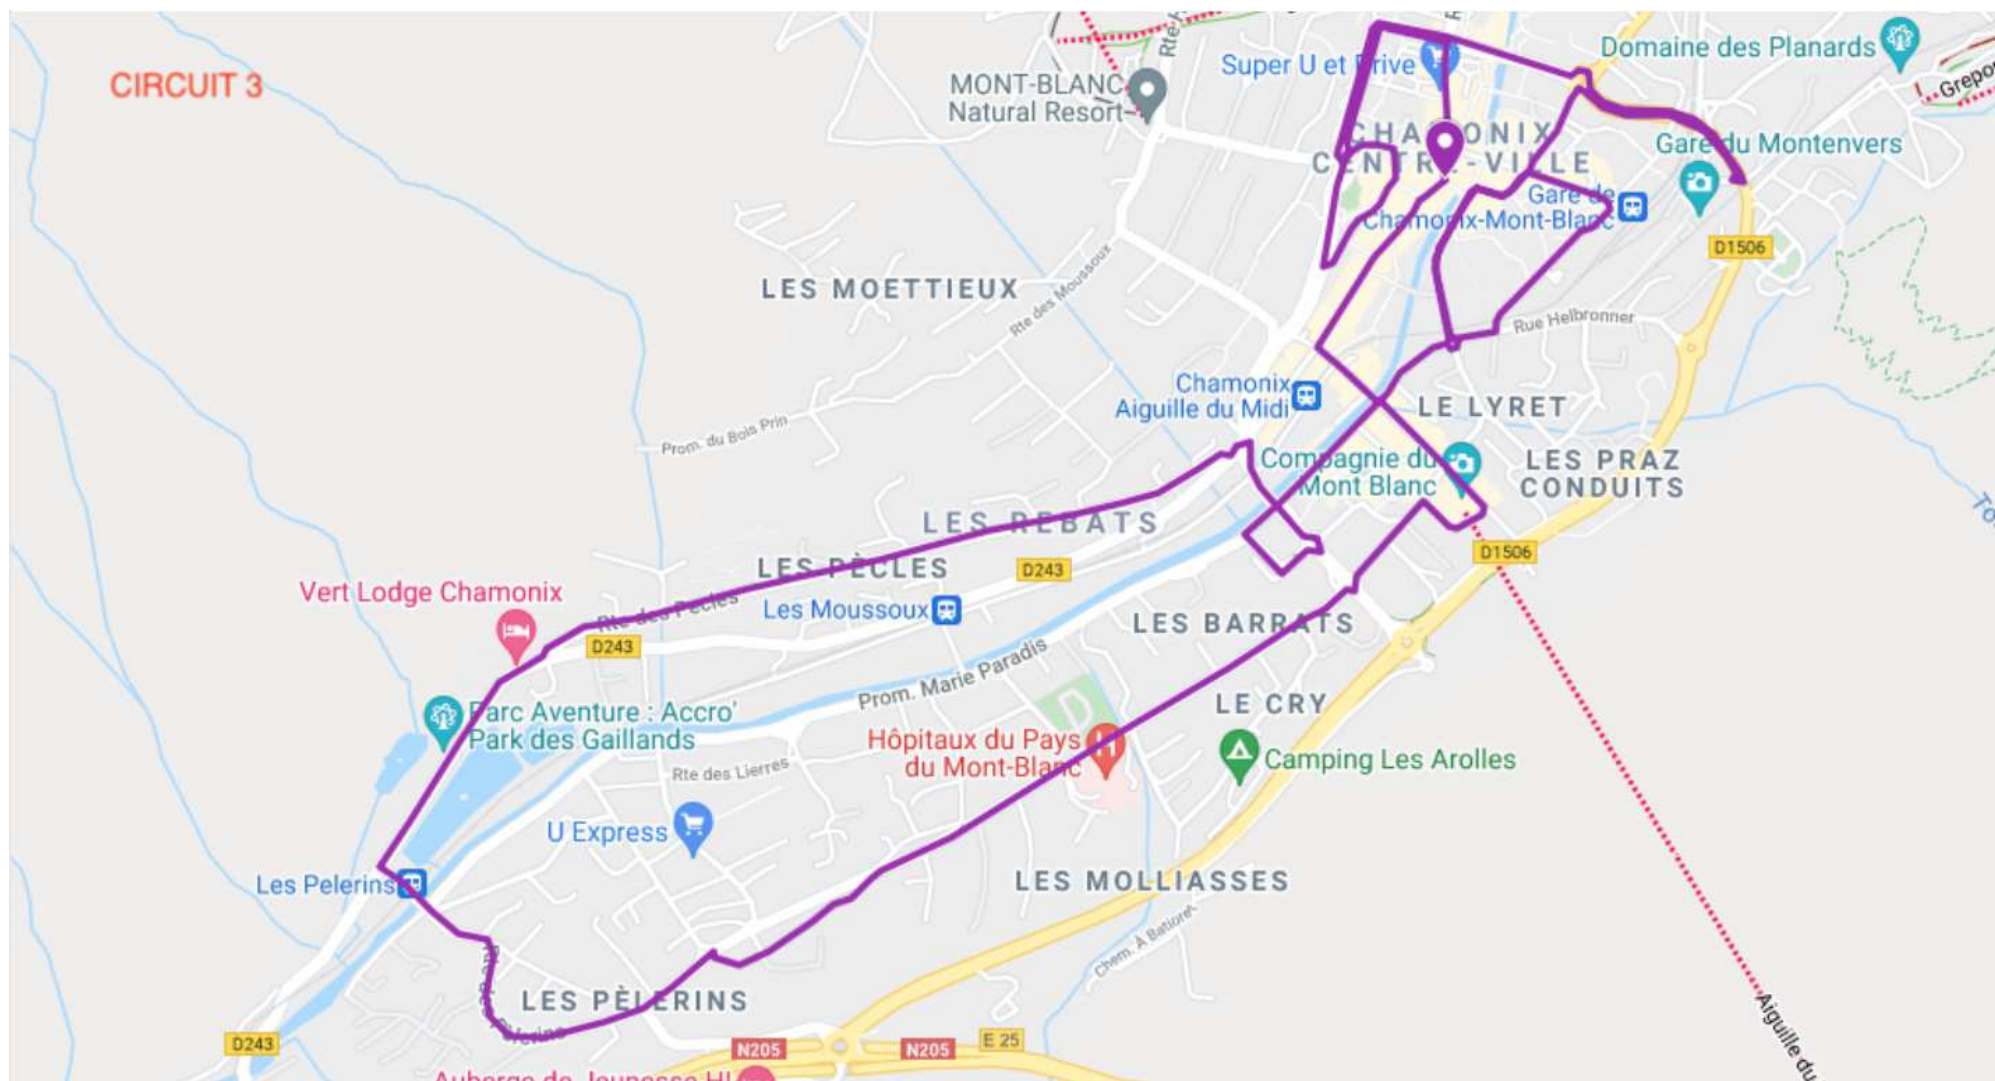 CIRCUIT 3
Super U et Drive
Domaine des Planards
MONT-BLANC
Natural Resort
CHAMONIX
CENTRE-VILLE
Gare du Montenvers
Gare de
Chamonix-Mont-Blanc
D1506
LES MOETTIEUX
Rte des Moussoux
Rue Helbronner
Chamonix
Aiguille du Midi
LE LYRET
Prom. du Bois Prin
Compagnie du
Mont Blanc
LES PRAZ
CONDUITS
LES REBATS
D1506
LES PÈCLES
D243
Vert Lodge Chamonix
Rte des Pècles
Les Moussoux
LES BARRATS
D243
Prom. Marie Paradis
Parc Aventure : Accro'
Park des Gaillands
LE CRY
Hôpitaux du Pays
du Mont-Blanc
Camping Les Arolles
Rte des Lierres
U Express
Les Pelerins
LES MOLLIASSES
Chem. À Batioret
LES PÈLERINS
D243
N205
N205
E 25
Aiguille du
Auberge de Jeunesse HI